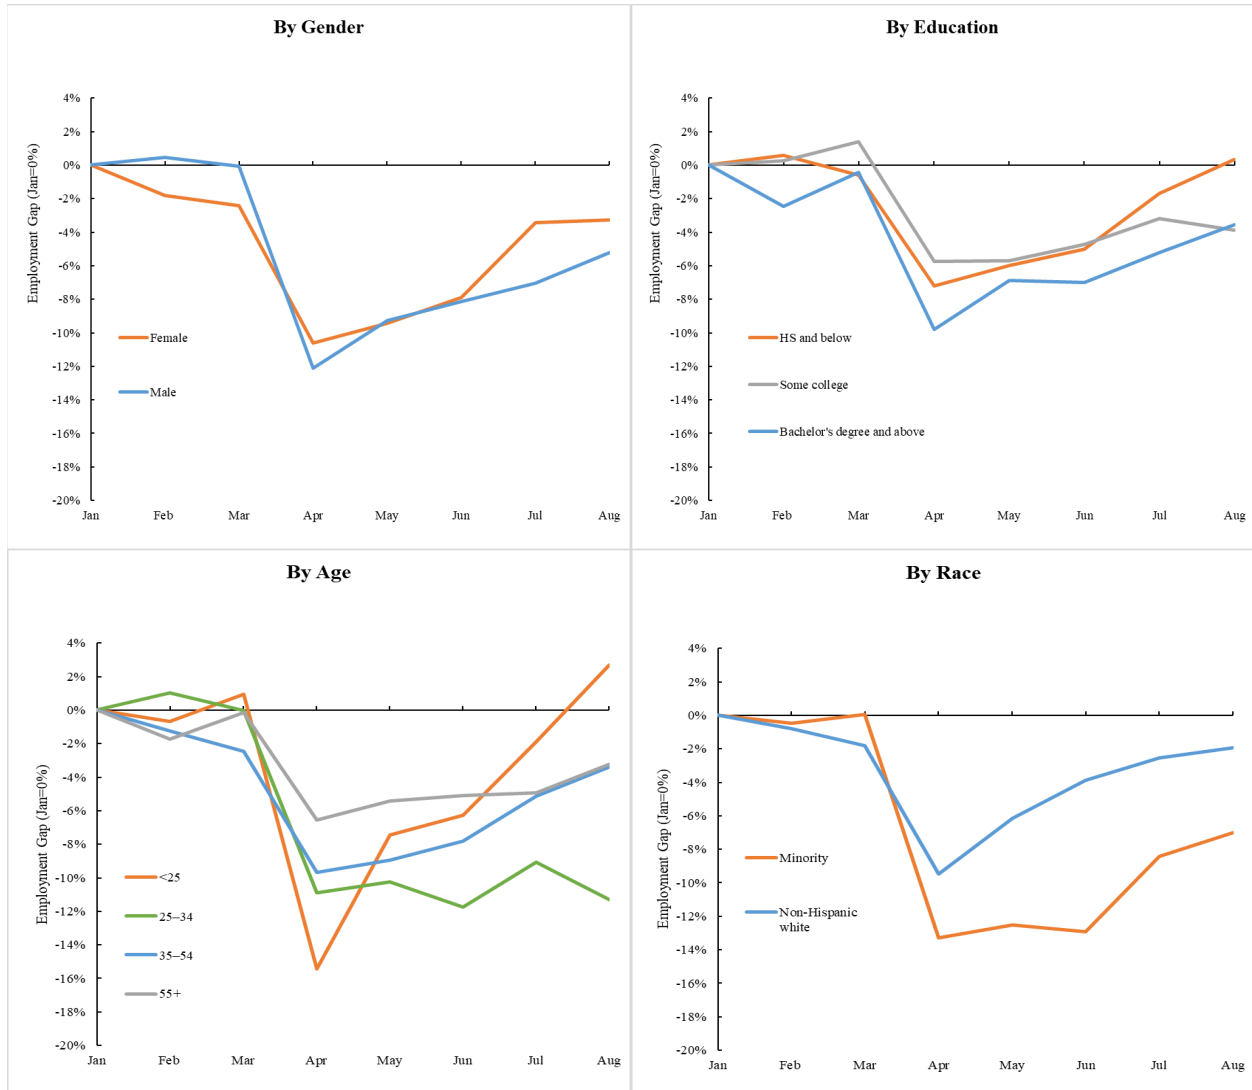 By Gender
Employment Gap (Jan=0%)
4%
2%
0%
-2%
-4%
-6%
-8%
-10%
-12%
-14%
-16%
-18%
-20%
Female
Male
Jan Feb Mar Apr May Jun Jul Aug
By Education
Employment Gap (Jan=0%)
4%
2%
0%
-2%
-4%
-6%
-8%
-10%
-12%
-14%
-16%
-18%
-20%
HS and below
Some college
Bachelor's degree and above
Jan Feb Mar Apr May Jun Jul Aug
By Age
Employment Gap (Jan=0%)
4%
2%
0%
-2%
-4%
-6%
-8%
-10%
-12%
-14%
-16%
-18%
-20%
<25
25–34
35–54
55+
Jan Feb Mar Apr May Jun Jul Aug
By Race
Employment Gap (Jan=0%)
4%
2%
0%
-2%
-4%
-6%
-8%
-10%
-12%
-14%
-16%
-18%
-20%
Minority
Non-Hispanic
white
Jan Feb Mar Apr May Jun Jul Aug